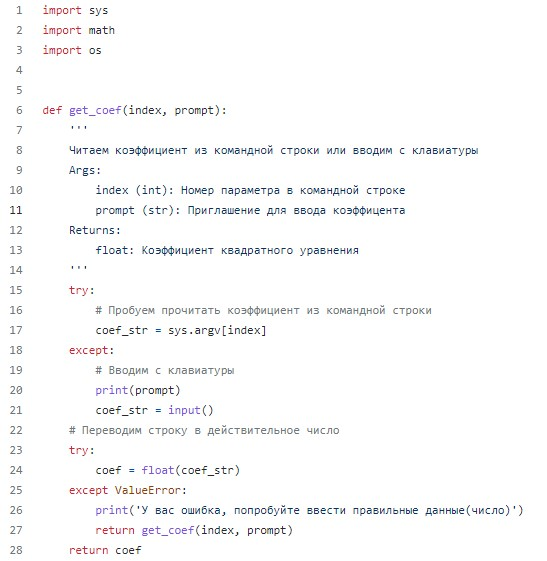 1 import sys
2 import math
3 import os
4
5
6 def get_coef(index, prompt):
7     '''
8     Читаем коэффициент из командной строки или вводим с клавиатуры
9     Args:
10         index (int): Номер параметра в командной строке
11         prompt (str): Приглашение для ввода коэффицента
12     Returns:
13         float: Коэффициент квадратного уравнения
14     '''
15     try:
16         # Пробуем прочитать коэффициент из командной строки
17         coef_str = sys.argv[index]
18     except:
19         # Вводим с клавиатуры
20         print(prompt)
21         coef_str = input()
22     # Переводим строку в действительное число
23     try:
24         coef = float(coef_str)
25     except ValueError:
26         print('У вас ошибка, попробуйте ввести правильные данные(число)')
27         return get_coef(index, prompt)
28     return coef